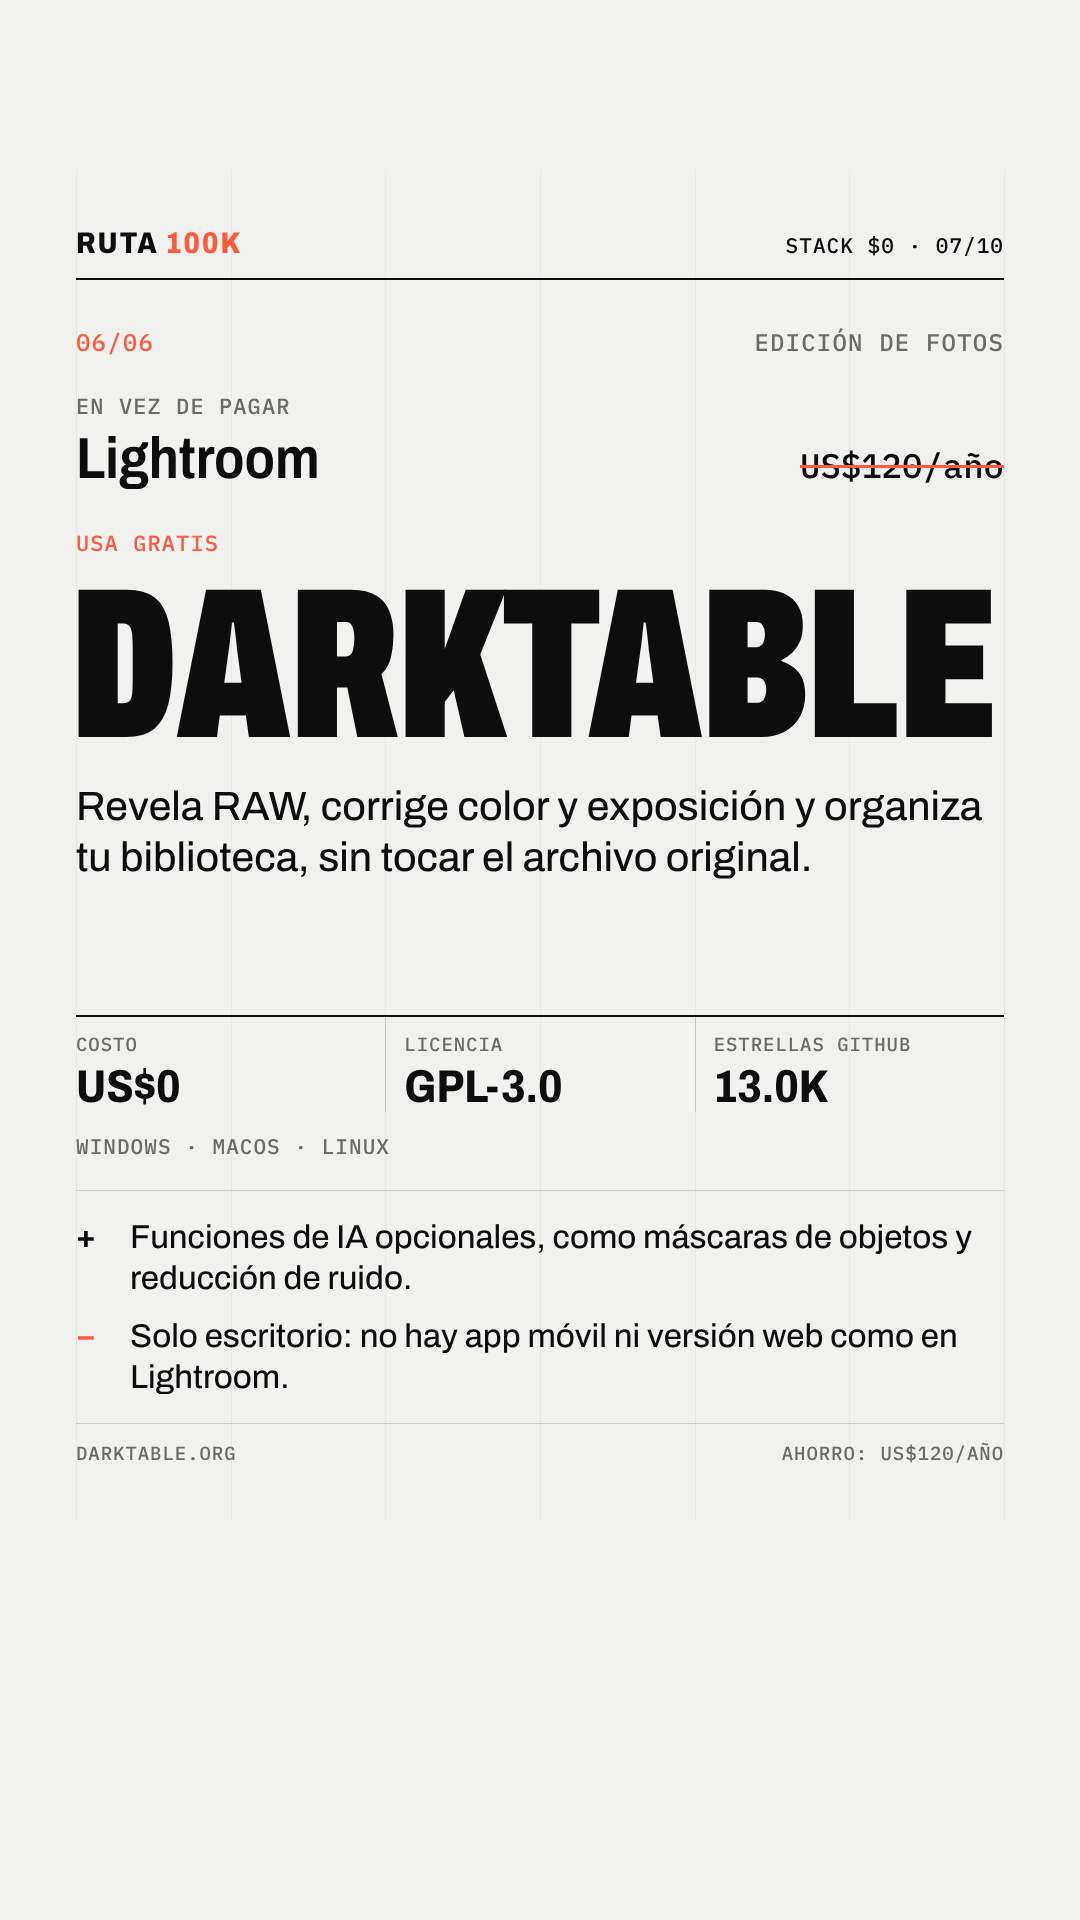 RUTA 100K
STACK $0 · 07/10
06/06
EDICIÓN DE FOTOS
EN VEZ DE PAGAR
Lightroom
US$120/año
USA GRATIS
DARKTABLE
Revela RAW, corrige color y exposición y organiza
tu biblioteca, sin tocar el archivo original.
COSTO
US$0
LICENCIA
GPL-3.0
ESTRELLAS GITHUB
13.0K
WINDOWS · MACOS · LINUX
+ Funciones de IA opcionales, como máscaras de objetos y
reducción de ruido.
– Solo escritorio: no hay app móvil ni versión web como en
Lightroom.
DARKTABLE.ORG
AHORRO: US$120/AÑO